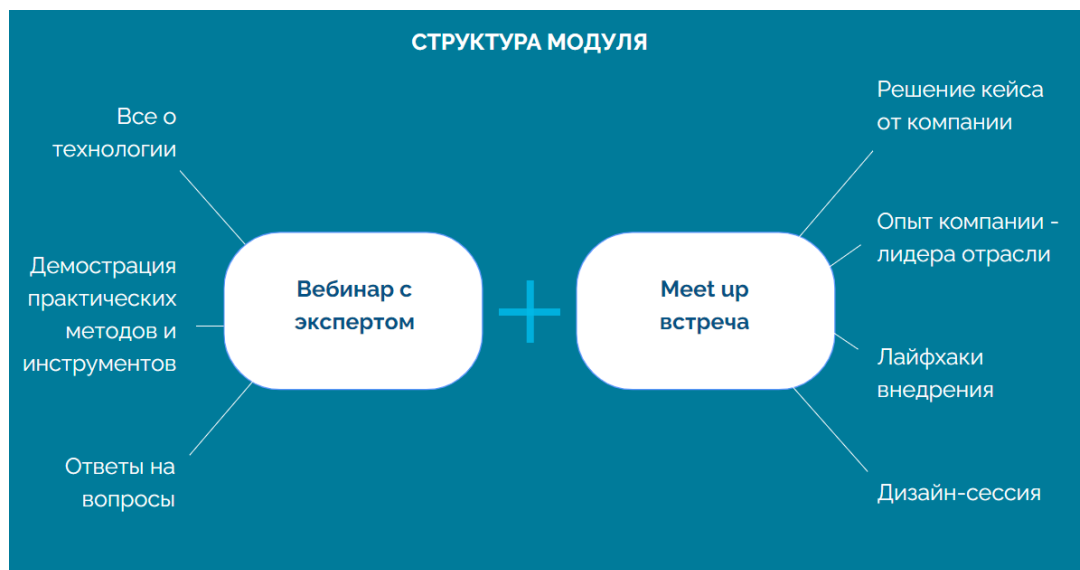 СТРУКТУРА МОДУЛЯ
Все о
технологии
Демострация
практических
методов и
инструментов
Ответы на
вопросы
Вебинар с
экспертом
Meet up
встреча
Решение кейса
от компании
Опыт компании -
лидера отрасли
Лайфхаки
внедрения
Дизайн-сессия